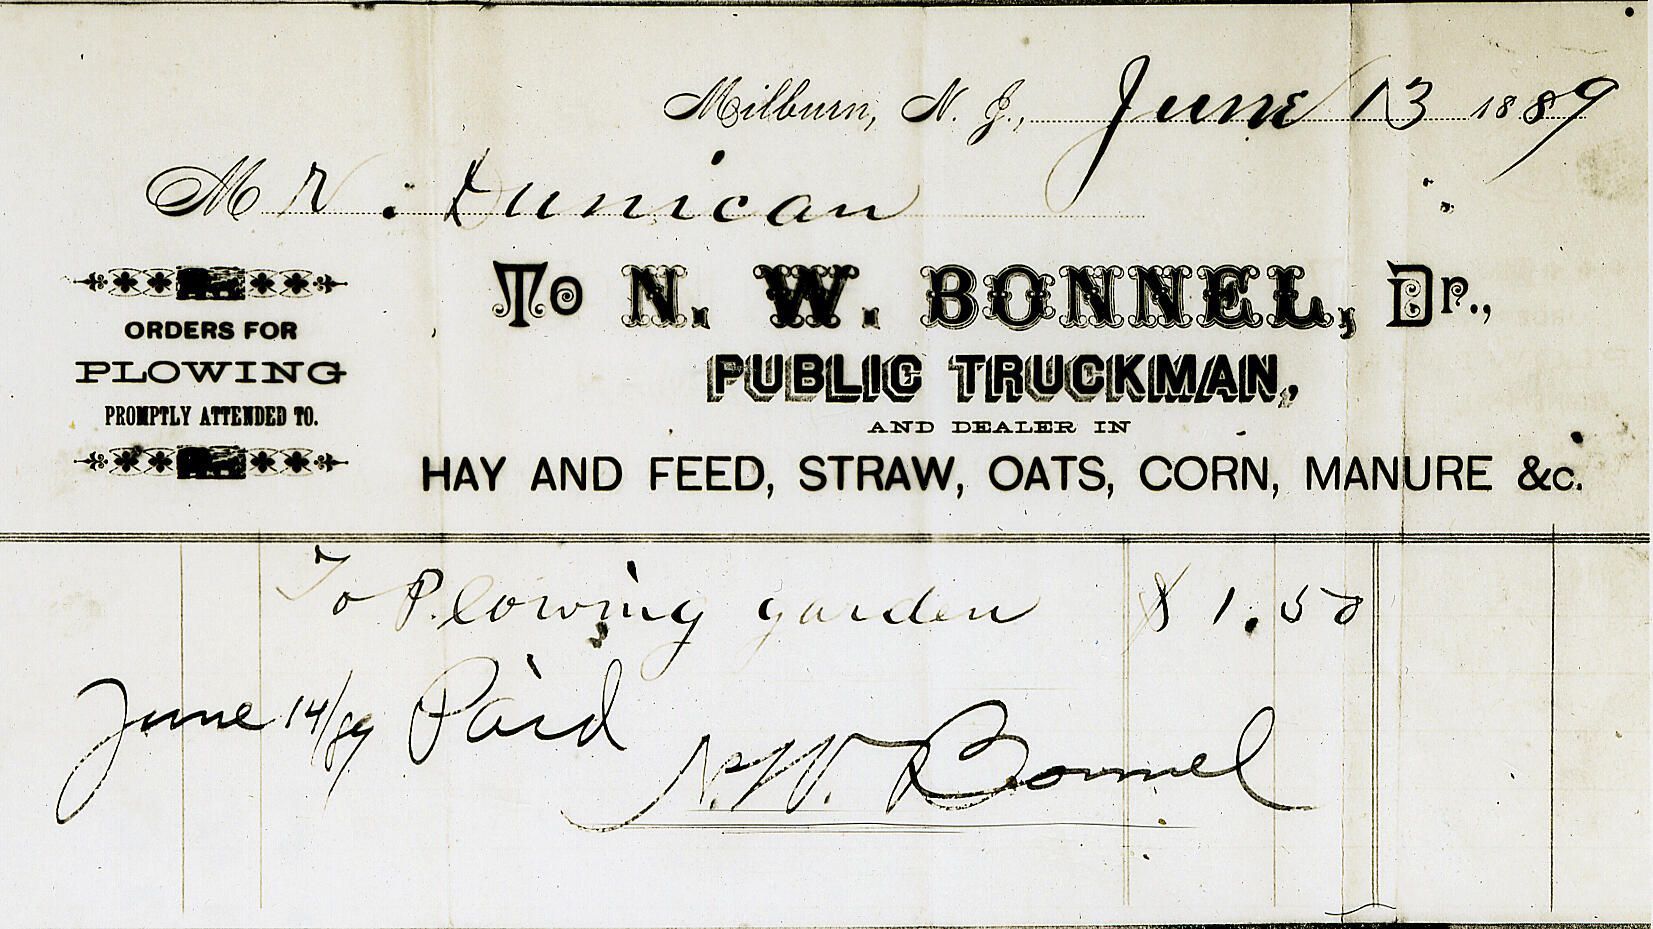 Milburn, N. J., June 13 1889
Mr. Dunican
ORDERS FOR
PLOWING
PROMPTLY ATTENDED TO.
To N. W. BONNEL, Dr.,
PUBLIC TRUCKMAN,
AND DEALER IN
HAY AND FEED, STRAW, OATS, CORN, MANURE &c.
To Plowing garden $1.50
June 14/89 Paid
N. W. Bonnel